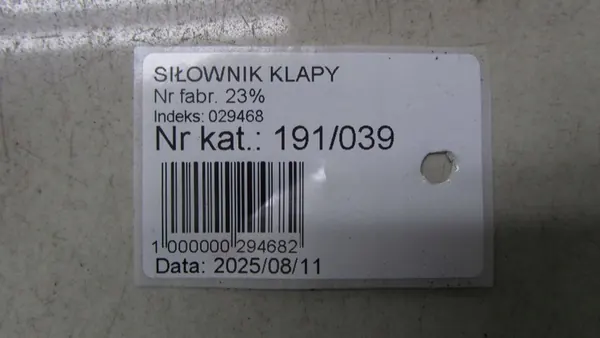 SIŁOWNIK KLAPY
Nr fabr. 23%
Indeks: 029468
Nr kat.: 191/039
1 000000 294682
Data: 2025/08/11